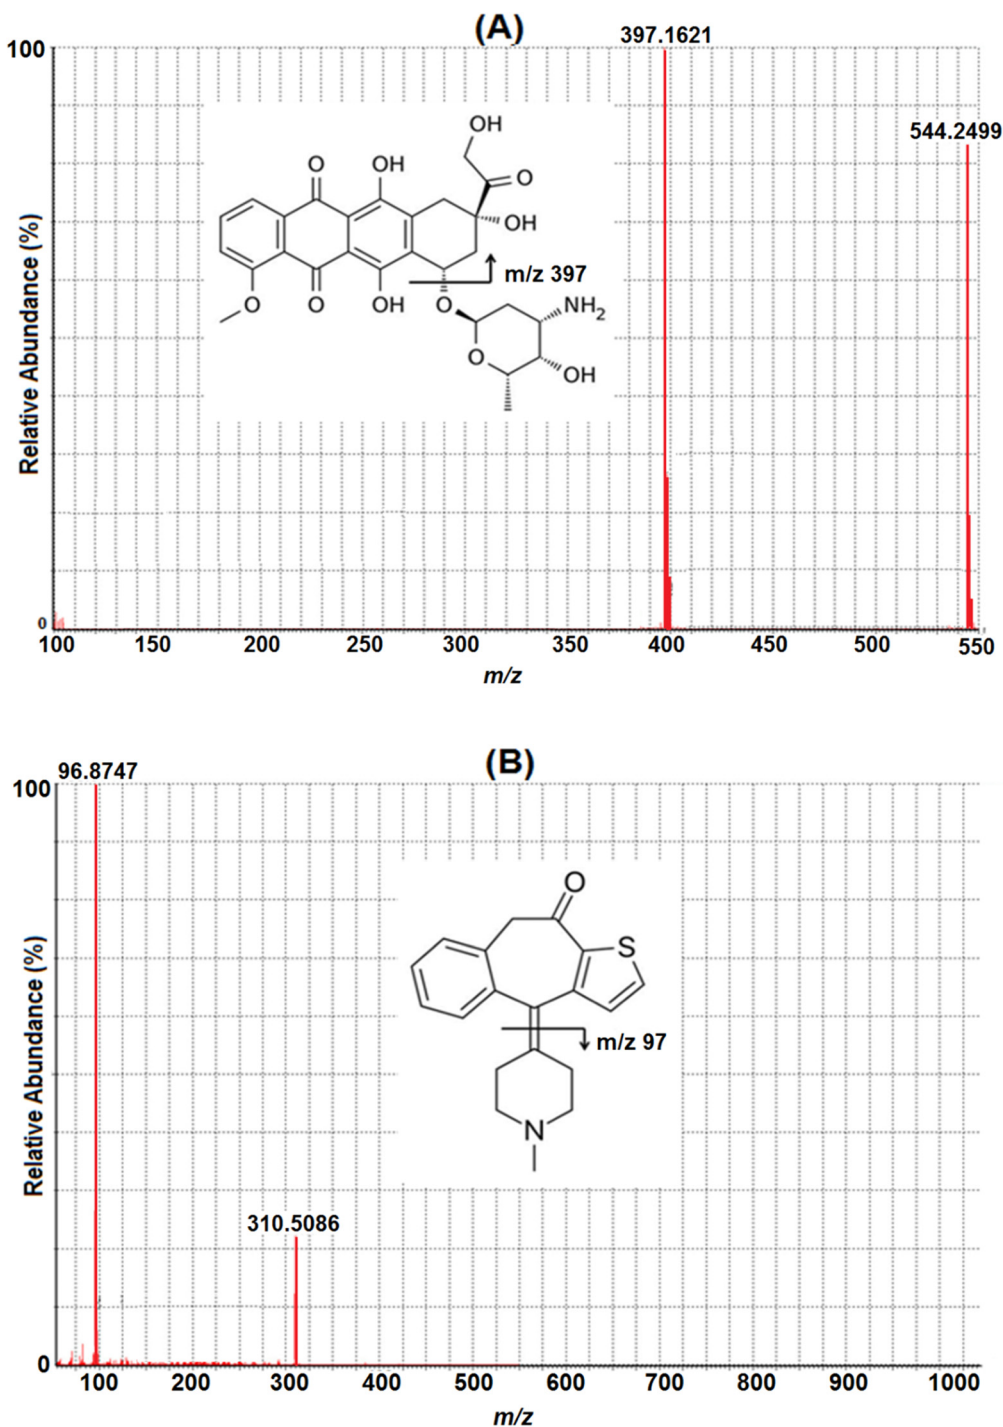 (A)
397.1621
100
544.2499
OH
O
OH
O
OH
m/z 397
O
O
OH
O
NH2
O
OH
Relative Abundance (%)
0
100 150 200 250 300 350 400 450 500 550
m/z
(B)
96.8747
100
O
S
m/z 97
N
310.5086
Relative Abundance (%)
0
100 200 300 400 500 600 700 800 900 1000
m/z